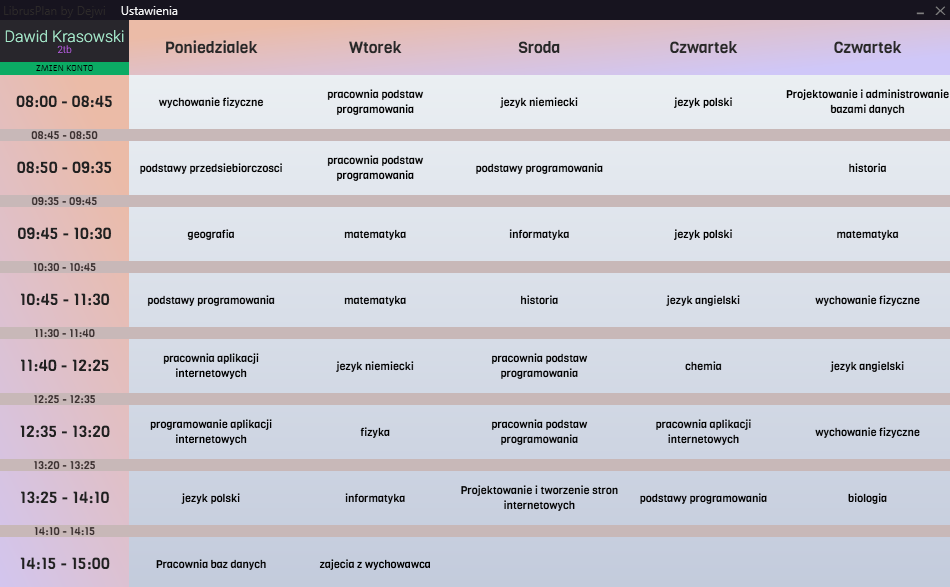 LibrusPlan by Dejwi Ustawienia
Dawid Krasowski
2tb
ZMIEN KONTO
Poniedzialek Wtorek Sroda Czwartek Czwartek
08:00 - 08:45
wychowanie fizyczne
pracownia podstaw
programowania
jezyk niemiecki
jezyk polski
Projektowanie i administrowanie
bazami danych
08:45 - 08:50
08:50 - 09:35
podstawy przedsiebiorczosci
pracownia podstaw
programowania
podstawy programowania
historia
09:35 - 09:45
09:45 - 10:30
geografia
matematyka
informatyka
jezyk polski
matematyka
10:30 - 10:45
10:45 - 11:30
podstawy programowania
matematyka
historia
jezyk angielski
wychowanie fizyczne
11:30 - 11:40
11:40 - 12:25
pracownia aplikacji
internetowych
jezyk niemiecki
pracownia podstaw
programowania
chemia
jezyk angielski
12:25 - 12:35
12:35 - 13:20
programowanie aplikacji
internetowych
fizyka
pracownia podstaw
programowania
pracownia aplikacji
internetowych
wychowanie fizyczne
13:20 - 13:25
13:25 - 14:10
jezyk polski
informatyka
Projektowanie i tworzenie stron
internetowych
podstawy programowania
biologia
14:10 - 14:15
14:15 - 15:00
Pracownia baz danych
zajecia z wychowawca